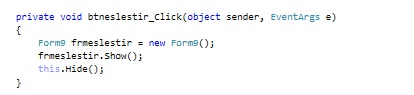 private void btneslestir_Click(object sender, EventArgs e)
{
Form9 frmeslestir = new Form9();
frmeslestir.Show();
this.Hide();
}